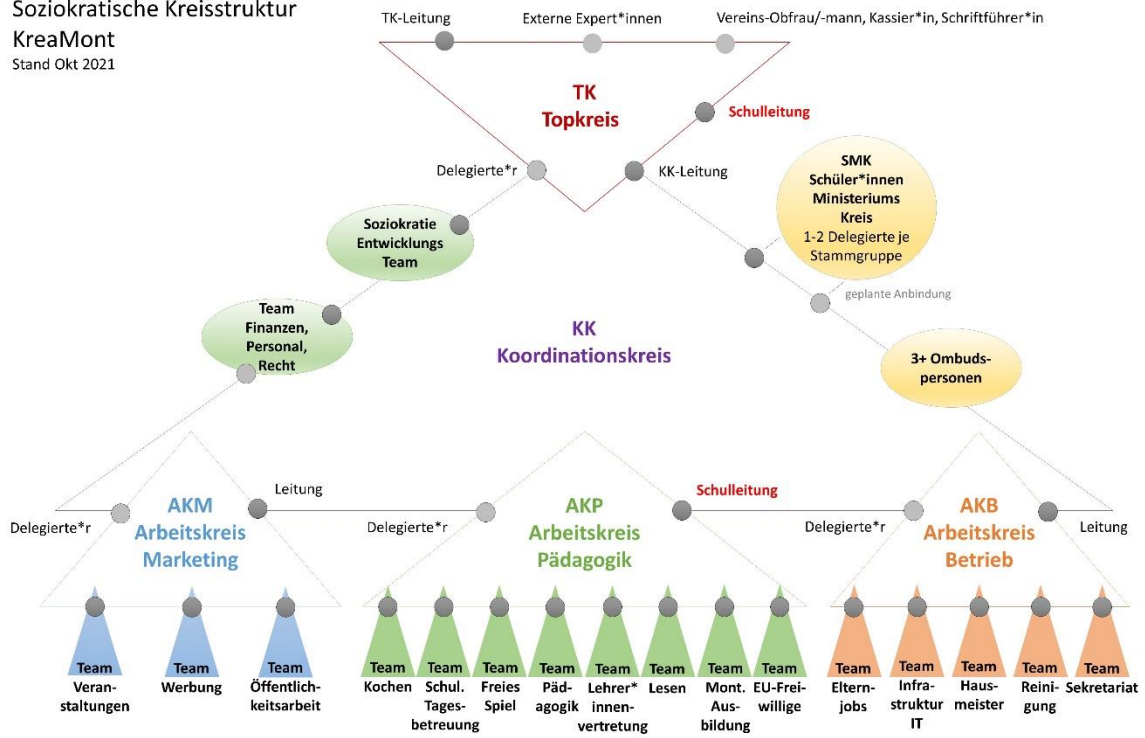 Soziokratische Kreisstruktur
KreaMont
Stand Okt 2021
TK-Leitung
Externe Expert*innen
Vereins-Obfrau/-mann, Kassier*in, Schriftführer*in
TK
Topkreis
Schulleitung
Delegierte*r
KK-Leitung
SMK
Schüler*innen
Ministeriums
Kreis
1-2 Delegierte je
Stammgruppe
Soziokratie
Entwicklungs
Team
geplante Anbindung
Team
Finanzen,
Personal,
Recht
KK
Koordinationskreis
3+ Ombuds-
personen
Delegierte*r
AKM
Arbeitskreis
Marketing
Leitung
Delegierte*r
AKP
Arbeitskreis
Pädagogik
Schulleitung
Delegierte*r
AKB
Arbeitskreis
Betrieb
Leitung
Team
Veran-
staltungen
Team
Werbung
Team
Öffentlich-
keitsarbeit
Team
Kochen
Team
Schul.
Tages-
betreuung
Team
Freies
Spiel
Team
Päd-
agogik
Team
Lehrer*
innen-
vertretung
Team
Lesen
Team
Mont.
Aus-
bildung
Team
EU-Frei-
willige
Team
Eltern-
jobs
Team
Infra-
struktur
IT
Team
Haus-
meister
Team
Reini-
gung
Team
Sekretariat